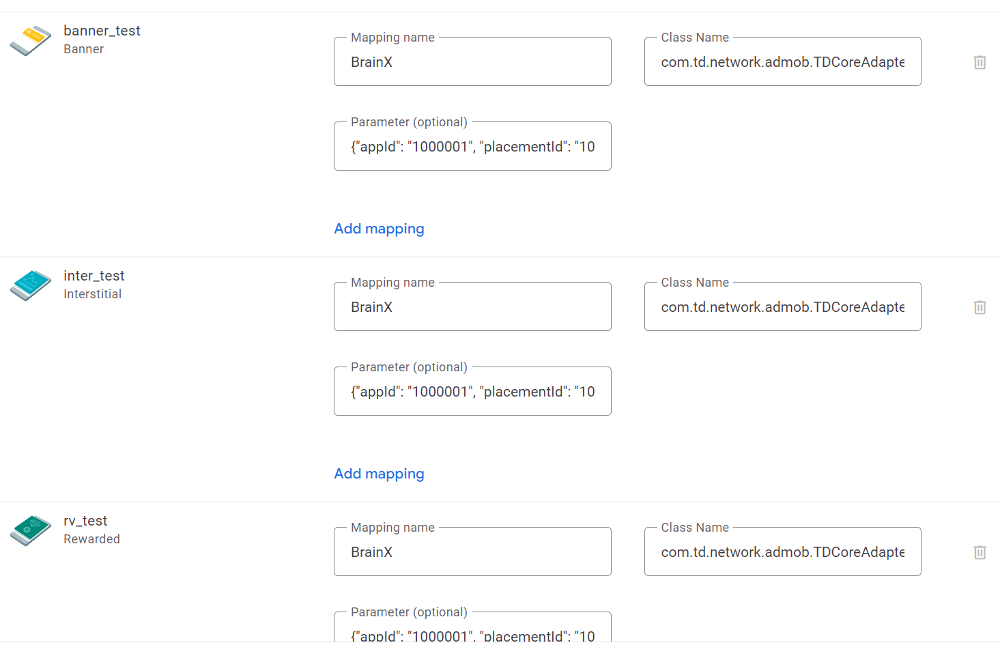 banner_test
Banner
Mapping name
BrainX
Class Name
com.td.network.admob.TDCoreAdapte
Parameter (optional)
{"appId": "1000001", "placementId": "10
Add mapping
inter_test
Interstitial
Mapping name
BrainX
Class Name
com.td.network.admob.TDCoreAdapte
Parameter (optional)
{"appId": "1000001", "placementId": "10
Add mapping
rv_test
Rewarded
Mapping name
BrainX
Class Name
com.td.network.admob.TDCoreAdapte
Parameter (optional)
{"appId": "1000001", "placementId": "10